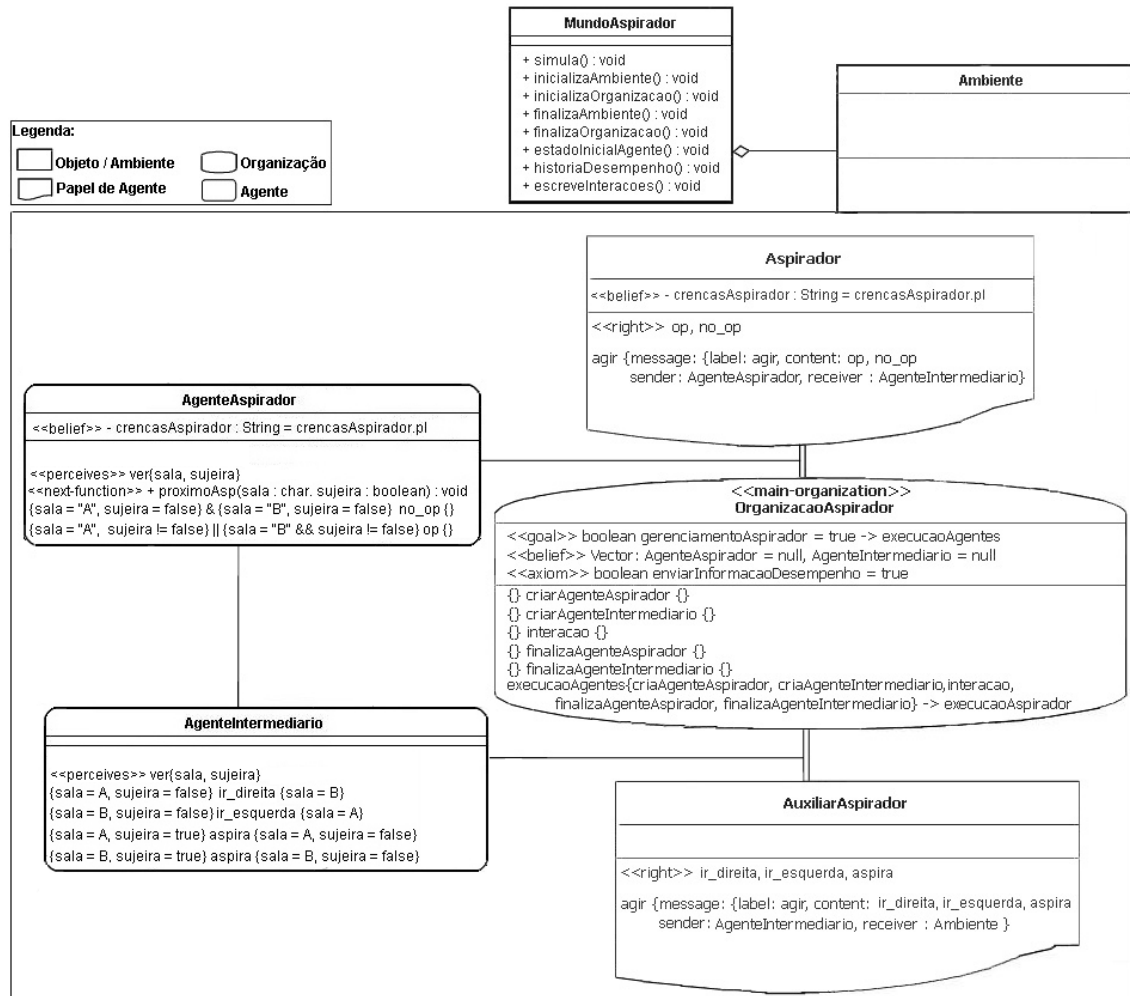 MundoAspirador
+ simula() : void
+ inicializaAmbiente() : void
+ inicializaOrganizacao() : void
+ finalizaAmbiente() : void
+ finalizaOrganizacao() : void
+ estadoInicialAgente() : void
+ historiaDesempenho() : void
+ escreveInteracoes() : void
Ambiente
Legenda:
Objeto / Ambiente
Organização
Papel de Agente
Agente
Aspirador
<<belief>> - crencasAspirador : String = crencasAspirador.pl
<<right>> op, no_op
agir {message: {label: agir, content: op, no_op
sender: AgenteAspirador, receiver : AgenteIntermediario}
AgenteAspirador
<<belief>> - crencasAspirador : String = crencasAspirador.pl
<<perceives>> ver{sala, sujeira}
<<next-function>> + proximoAsp(sala : char. sujeira : boolean) : void
{sala = "A", sujeira = false} & {sala = "B", sujeira = false} no_op {}
{sala = "A", sujeira != false} || {sala = "B" && sujeira != false} op {}
<<main-organization>>
OrganizacaoAspirador
<<goal>> boolean gerenciamentoAspirador = true -> execucaoAgentes
<<belief>> Vector: AgenteAspirador = null, AgenteIntermediario = null
<<axiom>> boolean enviarInformacaoDesempenho = true
{} criarAgenteAspirador {}
{} criarAgenteIntermediario {}
{} interacao {}
{} finalizaAgenteAspirador {}
{} finalizaAgenteIntermediario {}
execucaoAgentes{criaAgenteAspirador, criaAgenteIntermediario,interacao,
finalizaAgenteAspirador, finalizaAgenteIntermediario} -> execucaoAspirador
AgenteIntermediario
<<perceives>> ver{sala, sujeira}
{sala = A, sujeira = false} ir_direita {sala = B}
{sala = B, sujeira = false} ir_esquerda {sala = A}
{sala = A, sujeira = true} aspira {sala = A, sujeira = false}
{sala = B, sujeira = true} aspira {sala = B, sujeira = false}
AuxiliarAspirador
<<right>> ir_direita, ir_esquerda, aspira
agir {message: {label: agir, content: ir_direita, ir_esquerda, aspira
sender: AgenteIntermediario, receiver : Ambiente }